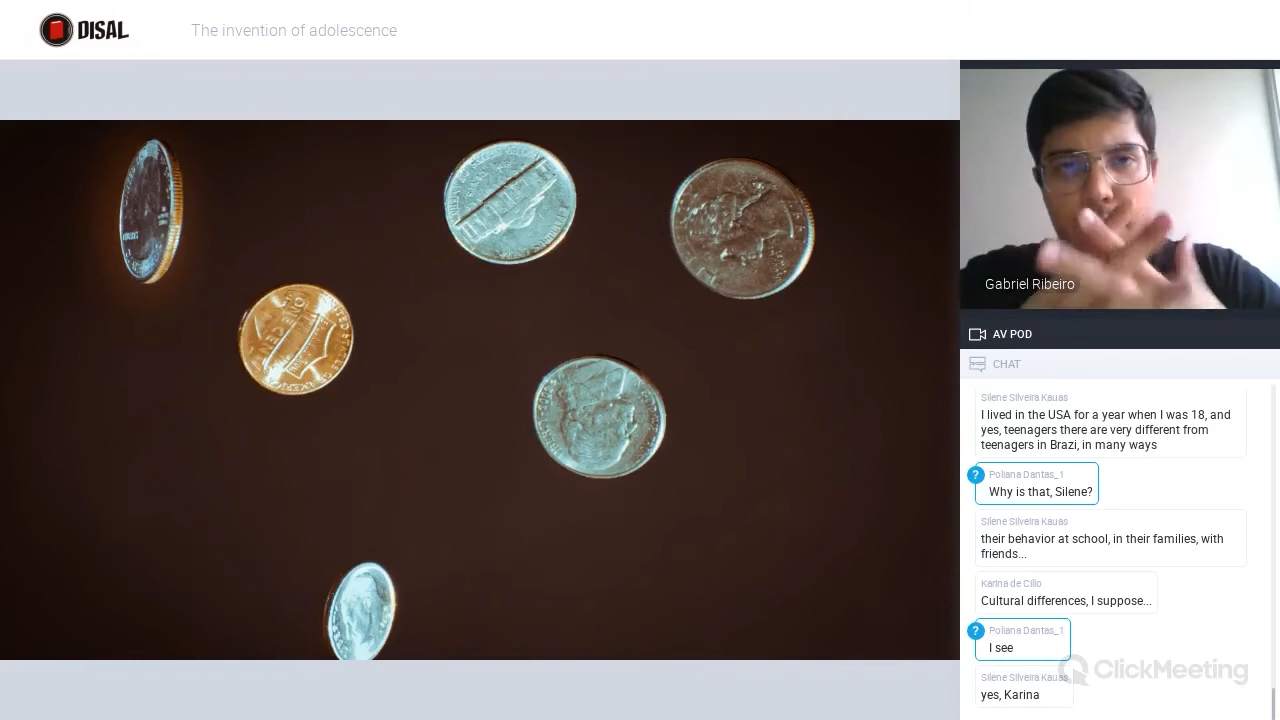 DISAL
The invention of adolescence
Gabriel Ribeiro
AV POD
CHAT
Silene Silveira Kauas
I lived in the USA for a year when I was 18, and
yes, teenagers there are very different from
teenagers in Brazi, in many ways
Poliana Dantas_1
? Why is that, Silene?
Silene Silveira Kauas
their behavior at school, in their families, with
friends...
Karina de Cillo
Cultural differences, I suppose...
Poliana Dantas_1
? I see
Silene Silveira Kauas
yes, Karina
ClickMeeting